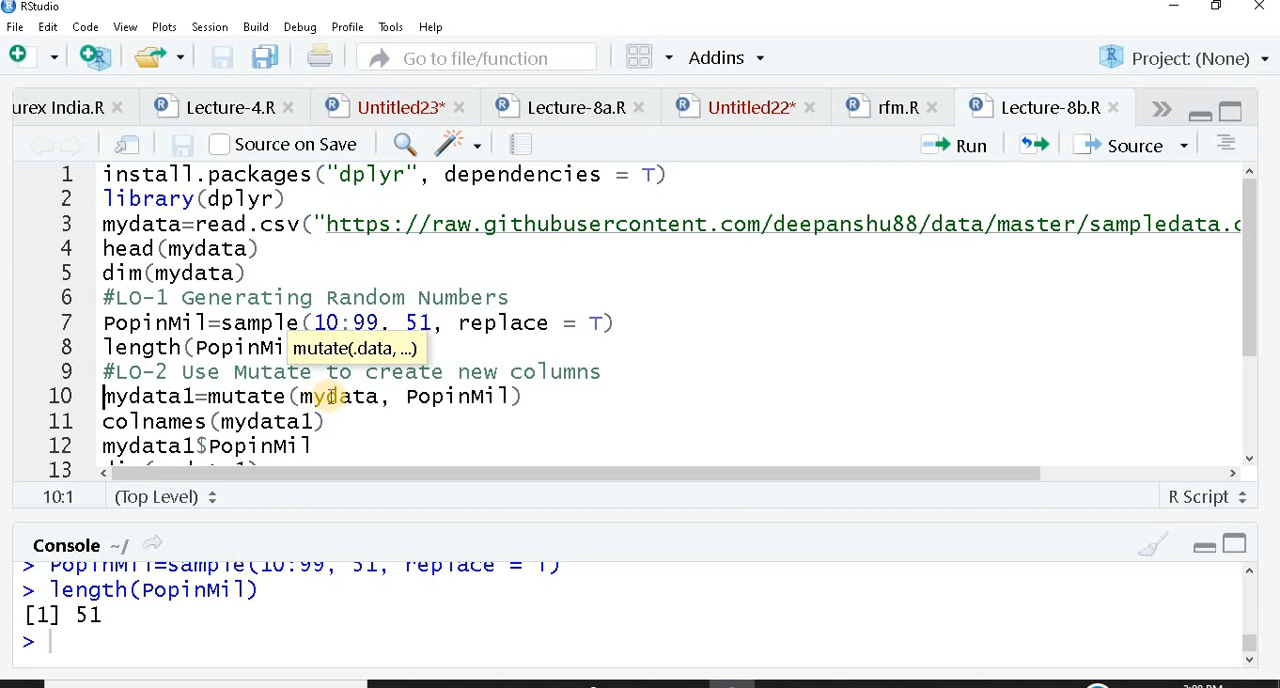 RStudio
File Edit Code View Plots Session Build Debug Profile Tools Help
Go to file/function Addins Project: (None)
urex India.R Lecture-4.R Untitled23* Lecture-8a.R Untitled22* rfm.R Lecture-8b.R
Source on Save Run Source
1 install.packages("dplyr", dependencies = T)
2 library(dplyr)
3 mydata=read.csv("https://raw.githubusercontent.com/deepanshu88/data/master/sampledata.c
4 head(mydata)
5 dim(mydata)
6 #LO-1 Generating Random Numbers
7 PopinMil=sample(10:99, 51, replace = T)
8 length(PopinMi
mutate(.data, ...)
9 #LO-2 Use Mutate to create new columns
10 mydata1=mutate(mydata, PopinMil)
11 colnames(mydata1)
12 mydata1$PopinMil
13
10:1 (Top Level) R Script
Console ~/
> PopinMil=sample(10:99, 51, replace = T)
> length(PopinMil)
[1] 51
>